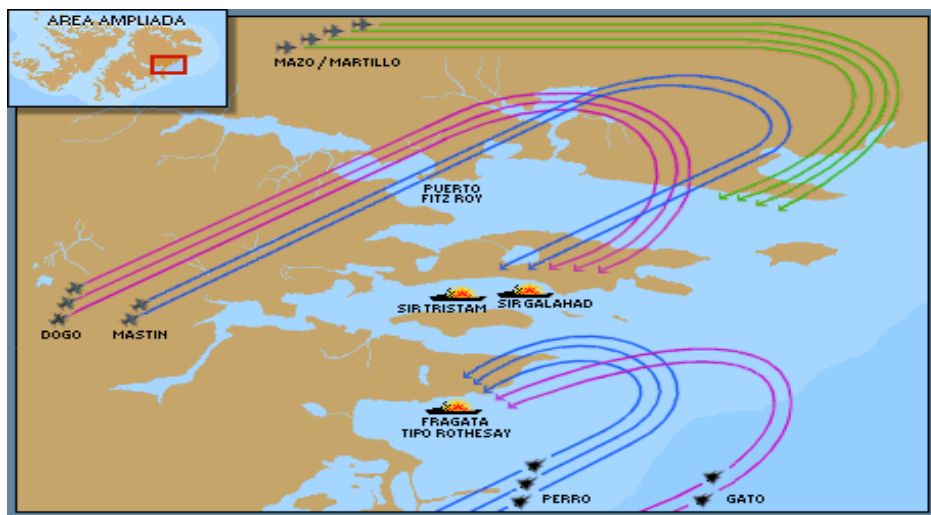 AREA AMPLIADA
MAZO / MARTILLO
PUERTO
FITZ ROY
SIR TRISTAM
SIR GALAHAD
DOGO
MASTIN
FRAGATA
TIPO ROTHESAY
PERRO
GATO